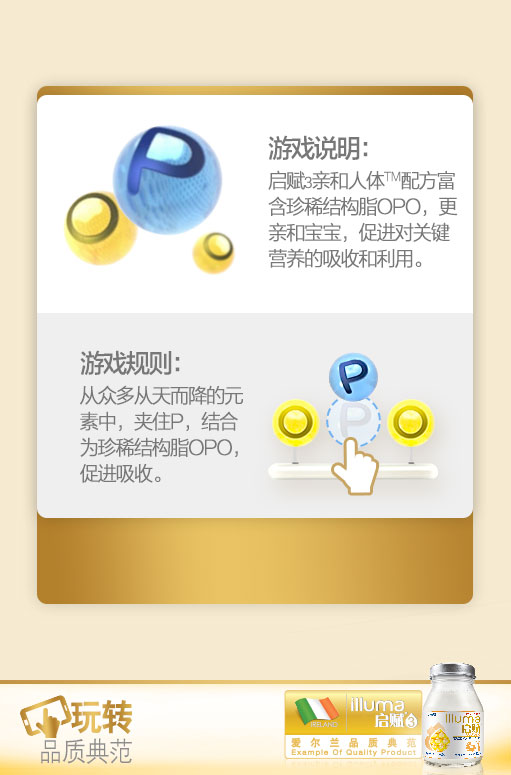 P
O
O
游戏说明：
启赋3亲和人体™配方富
含珍稀结构脂OPO，更
亲和宝宝，促进对关键
营养的吸收和利用。
游戏规则：
从众多从天而降的元
素中，夹住P，结合
为珍稀结构脂OPO，
促进吸收。
P
O
P
O
玩转
品质典范
IRELAND
illuma
启赋3
爱尔兰品质典范
Example Of Quality Product
illuma
启赋